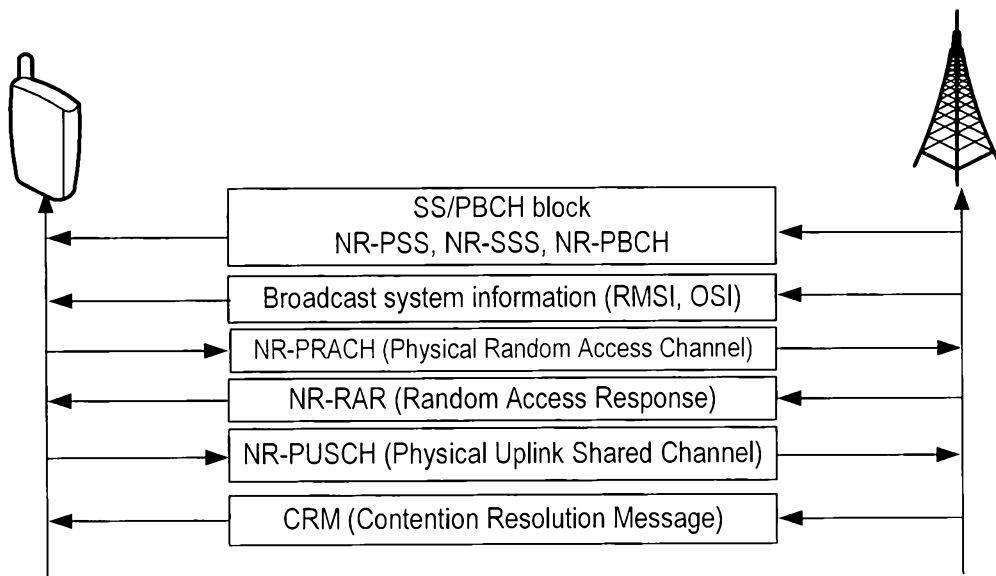 SS/PBCH block
NR-PSS, NR-SSS, NR-PBCH
Broadcast system information (RMSI, OSI)
NR-PRACH (Physical Random Access Channel)
NR-RAR (Random Access Response)
NR-PUSCH (Physical Uplink Shared Channel)
CRM (Contention Resolution Message)